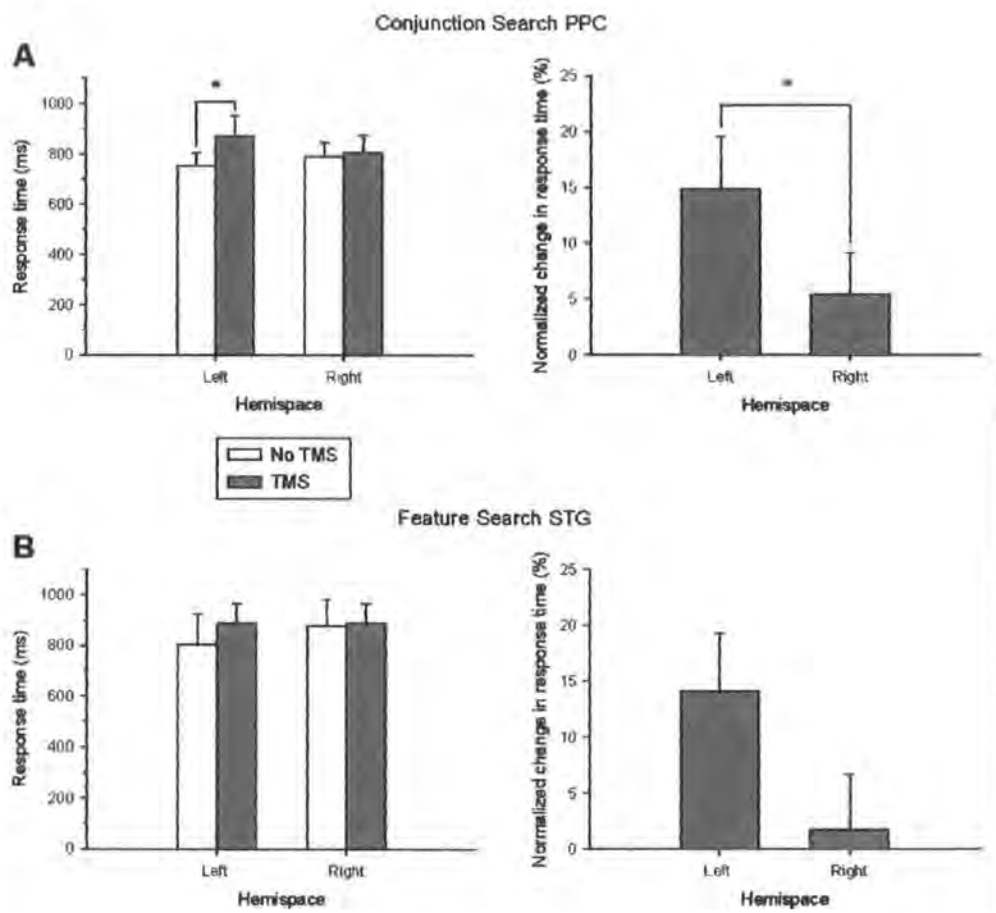 Conjunction Search PPC
A
Response time (ms)
1000
800
600
400
200
0
*
Left
Right
Hemispace
Normalized change in response time (%)
25
20
15
10
5
0
*
Left
Right
Hemispace
No TMS
TMS
Feature Search STG
B
Response time (ms)
1000
800
600
400
200
0
Left
Right
Hemispace
Normalized change in response time (%)
25
20
15
10
5
0
Left
Right
Hemispace